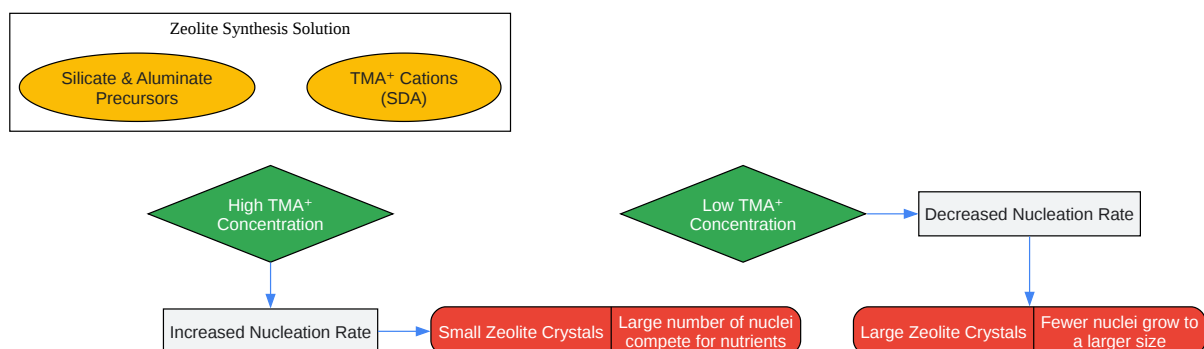 Zeolite Synthesis Solution
Silicate & Aluminate
Precursors
TMA⁺ Cations
(SDA)
High TMA⁺
Concentration
Low TMA⁺
Concentration
Decreased Nucleation Rate
Increased Nucleation Rate
Small Zeolite Crystals
Large number of nuclei
compete for nutrients
Large Zeolite Crystals
Fewer nuclei grow to
a larger size